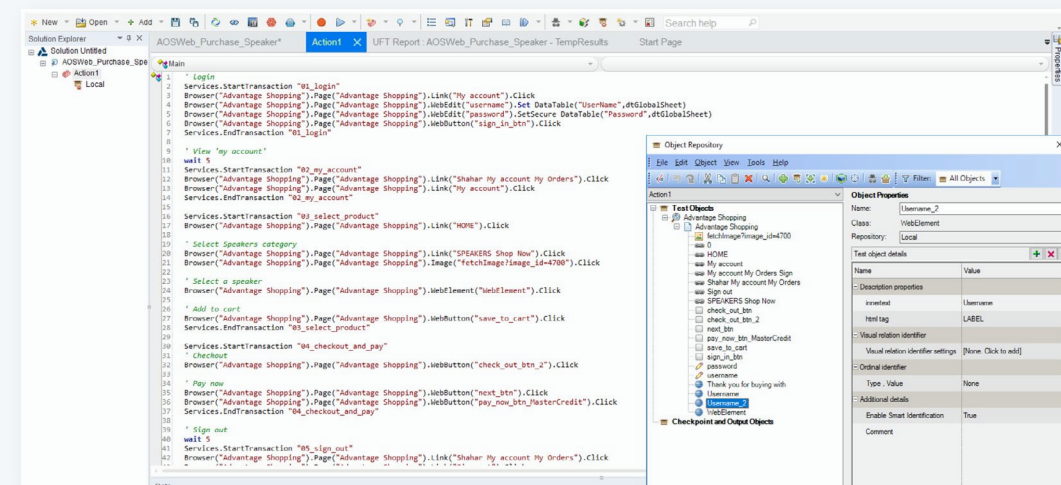 New Open Add Search help
Solution Explorer
Solution Untitled
AOSWeb_Purchase_Spe
Action1
Local
AOSWeb_Purchase_Speaker* Action1 X UFT Report : AOSWeb_Purchase_Speaker - TempResults Start Page
Properties
Main
1 ' Login
2 Services.StartTransaction "01_login"
3 Browser("Advantage Shopping").Page("Advantage Shopping").Link("My account").Click
4 Browser("Advantage Shopping").Page("Advantage Shopping").WebEdit("username").Set DataTable("UserName",dtGlobalSheet)
5 Browser("Advantage Shopping").Page("Advantage Shopping").WebEdit("password").SetSecure DataTable("Password",dtGlobalSheet)
6 Browser("Advantage Shopping").Page("Advantage Shopping").WebButton("sign_in_btn").Click
7 Services.EndTransaction "01_login"
8
9 ' View 'my account'
10 wait 5
11 Services.StartTransaction "02_my_account"
12 Browser("Advantage Shopping").Page("Advantage Shopping").Link("Shahar My account My Orders").Click
13 Browser("Advantage Shopping").Page("Advantage Shopping").Link("My account").Click
14 Services.EndTransaction "02_my_account"
15
16 Services.StartTransaction "03_select_product"
17 Browser("Advantage Shopping").Page("Advantage Shopping").Link("HOME").Click
18
19 ' Select Speakers category
20 Browser("Advantage Shopping").Page("Advantage Shopping").Link("SPEAKERS Shop Now").Click
21 Browser("Advantage Shopping").Page("Advantage Shopping").Image("fetchImage?image_id=4700").Click
22
23 ' Select a speaker
24 Browser("Advantage Shopping").Page("Advantage Shopping").WebElement("WebElement").Click
25
26 ' Add to cart
27 Browser("Advantage Shopping").Page("Advantage Shopping").WebButton("save_to_cart").Click
28 Services.EndTransaction "03_select_product"
29
30 Services.StartTransaction "04_checkout_and_pay"
31 ' Checkout
32 Browser("Advantage Shopping").Page("Advantage Shopping").WebButton("check_out_btn_2").Click
33
34 ' Pay now
35 Browser("Advantage Shopping").Page("Advantage Shopping").WebButton("next_btn").Click
36 Browser("Advantage Shopping").Page("Advantage Shopping").WebButton("pay_now_btn_MasterCredit").Click
37 Services.EndTransaction "04_checkout_and_pay"
38
39 ' Sign out
40 wait 5
41 Services.StartTransaction "05_sign_out"
42 Browser("Advantage Shopping").Page("Advantage Shopping").Link("Shahar My account My Orders").Click
Object Repository
File Edit Object View Tools Help
Filter: All Objects
Action1
Test Objects
Advantage Shopping
Advantage Shopping
fetchImage?image_id=4700
0
HOME
My account
My account My Orders Sign
Shahar My account My Orders
Sign out
SPEAKERS Shop Now
check_out_btn
check_out_btn_2
next_btn
pay_now_btn_MasterCredit
save_to_cart
sign_in_btn
password
username
Thank you for buying with
Username
Username_2
WebElement
Checkpoint and Output Objects
Object Properties
Name: Username_2
Class: WebElement
Repository: Local
Test object details
Name Value
Description properties
innertext Username
html tag LABEL
Visual relation identifier
Visual relation identifier settings [None. Click to add]
Ordinal identifier
Type , Value None
Additional details
Enable Smart Identification True
Comment